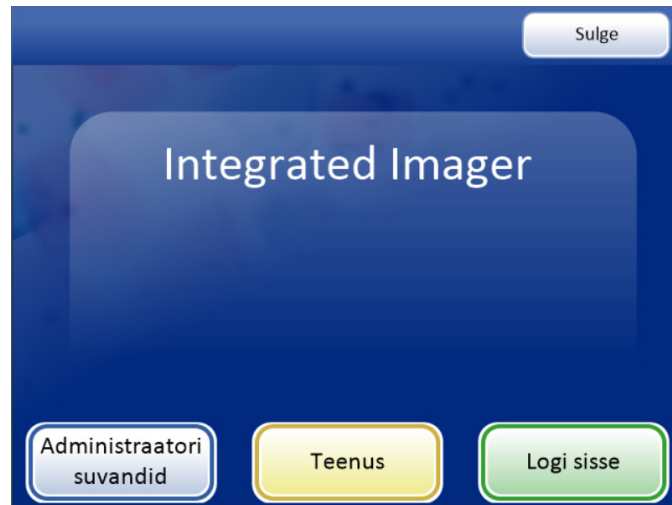 Sulge
Integrated Imager
Administraatori
suvandid
Teenus
Logi sisse